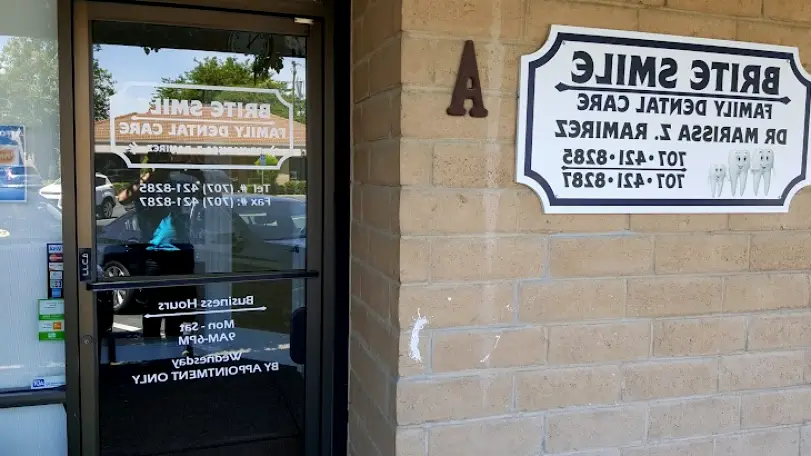 BRITE SMILE
FAMILY DENTAL CARE
Tel #. (707) 421-8285
Fax #: (707) 421-8287
Business Hours
Mon - Sat
9AM-6PM
Wednesday
BY APPOINTMENT ONLY
A
BRITE SMILE
FAMILY DENTAL CARE
DR MARISSA Z. RAMIREZ
707•421•8285
707•421•8287